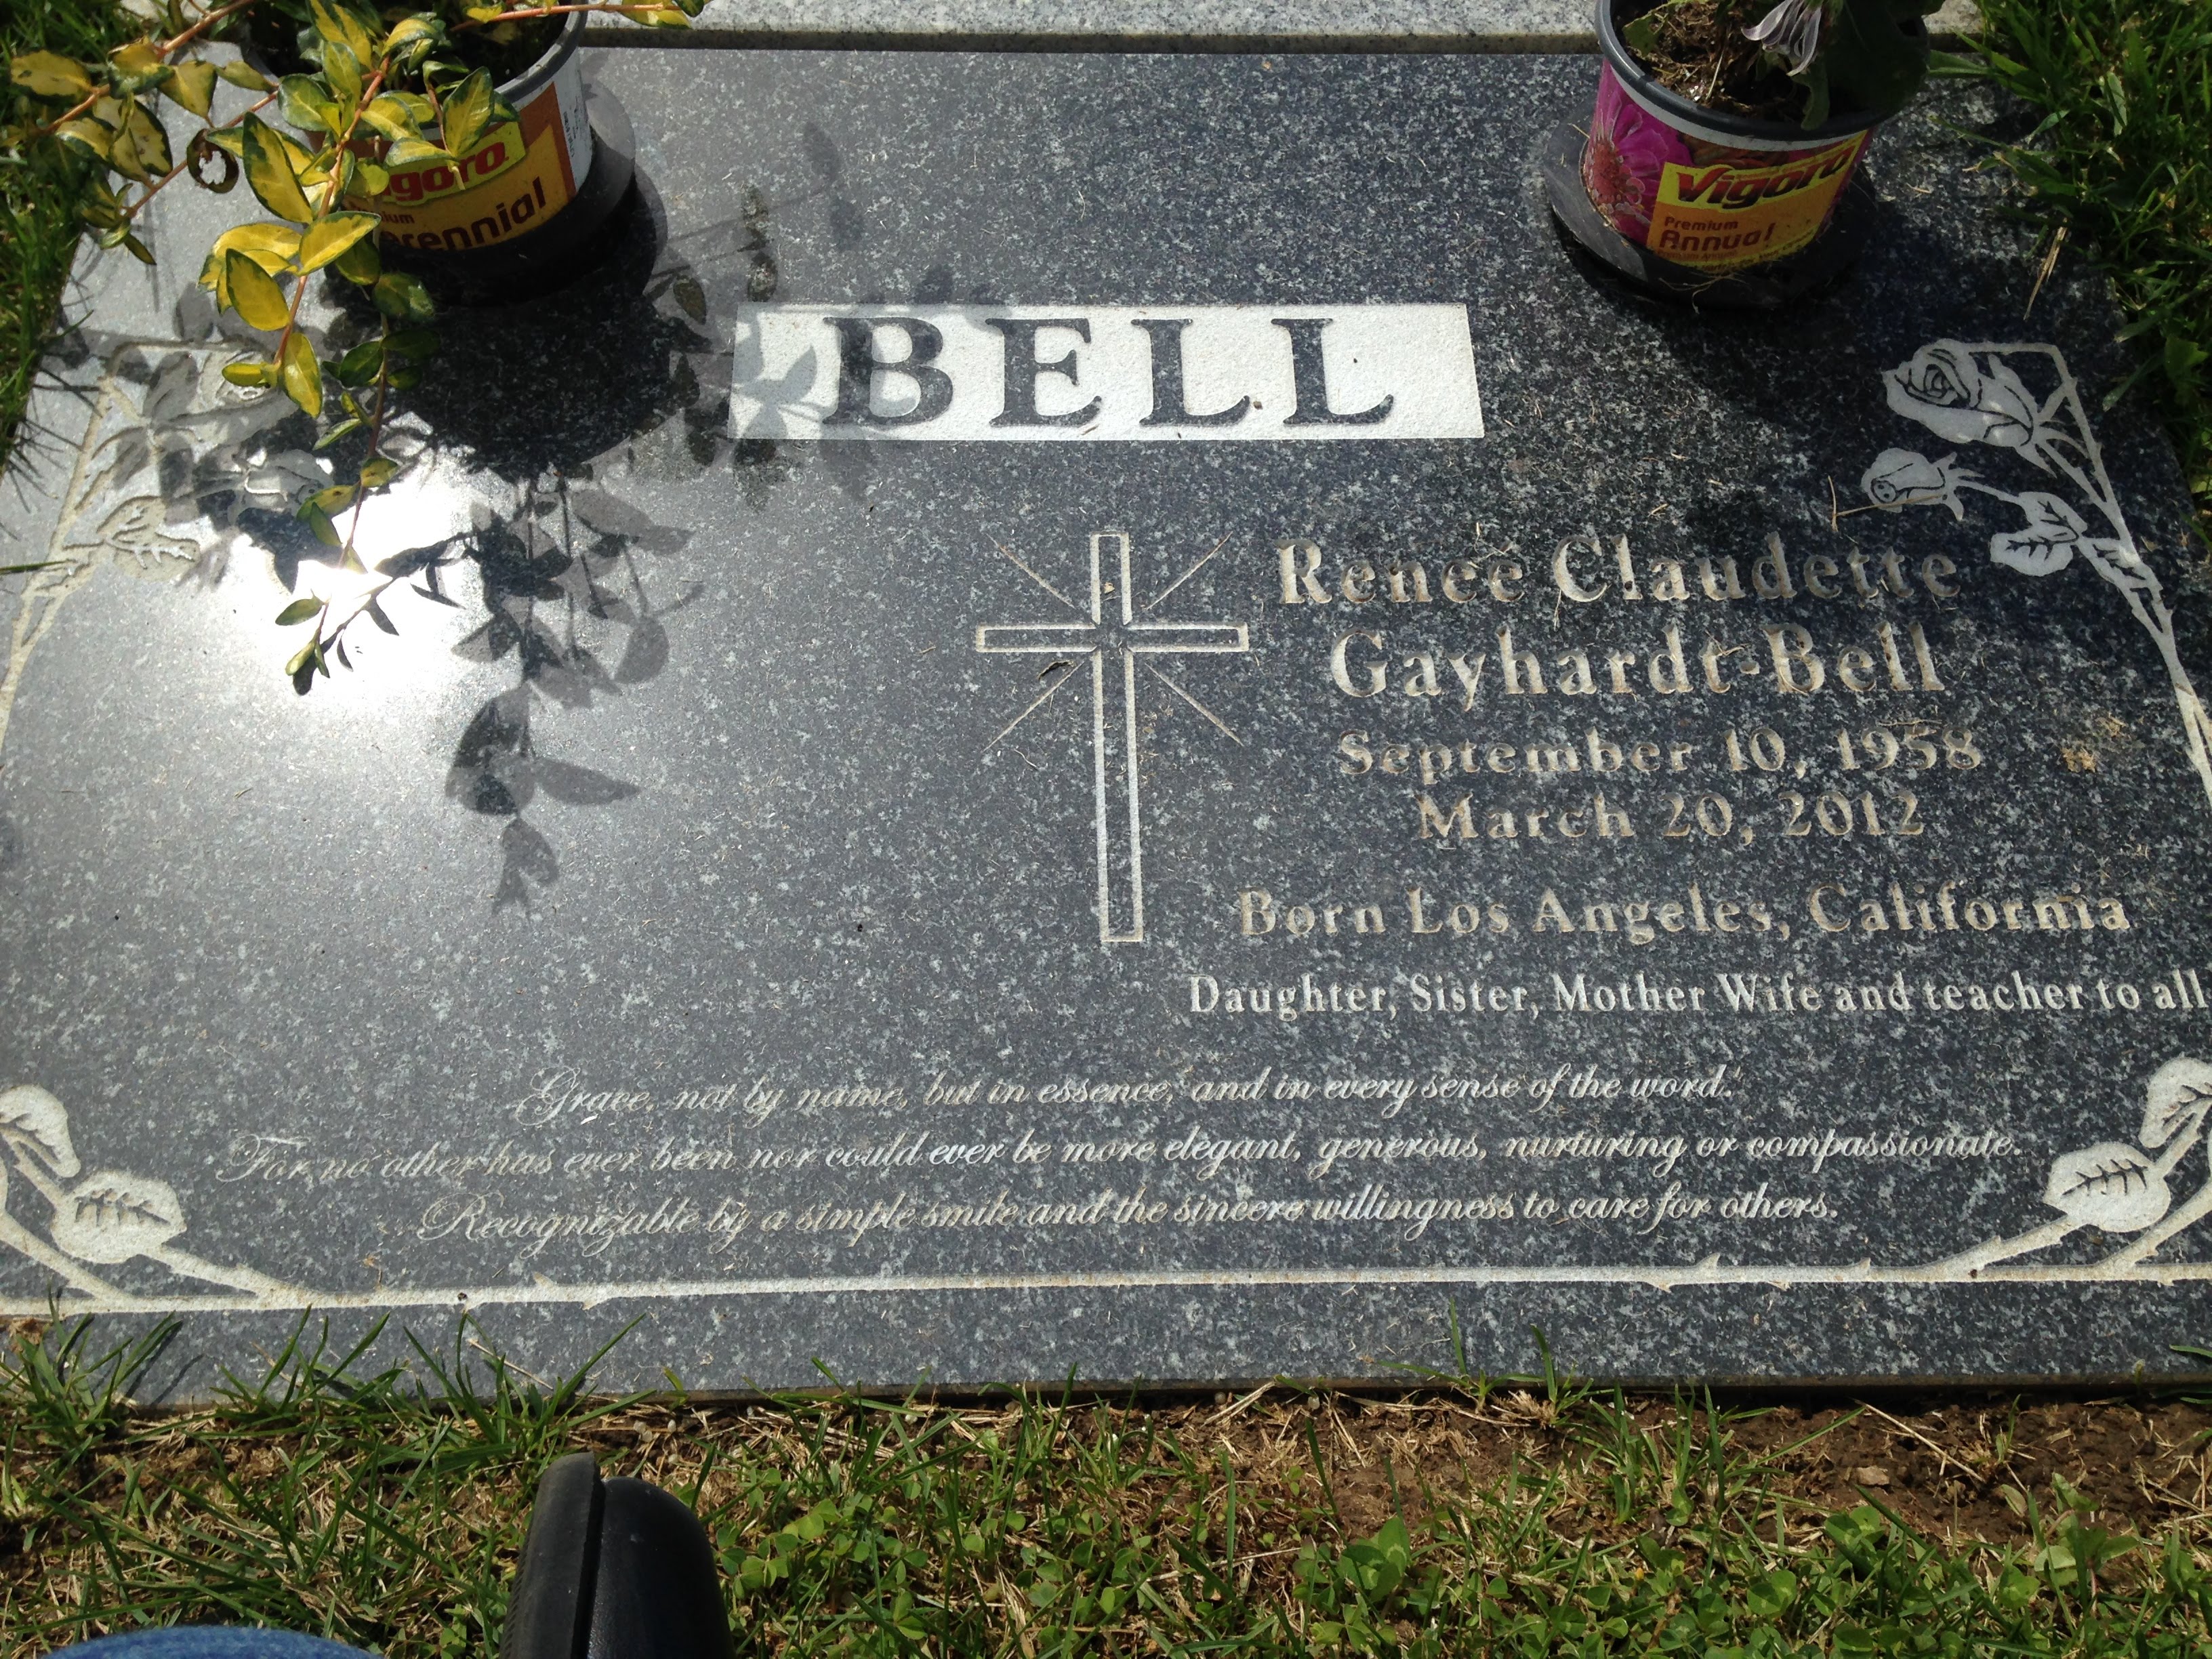 Vigoro
Premium
Annual
BELL
Renee Claudette
Gayhardt-Bell
September 10, 1958
March 20, 2012
Born Los Angeles, California
Daughter, Sister, Mother Wife and teacher to all
Grace, not by name, but in essence, and in every sense of the word.
For no other has ever been nor could ever be more elegant, generous, nurturing or compassionate.
Recognizable by a simple smile and the sincere willingness to care for others.